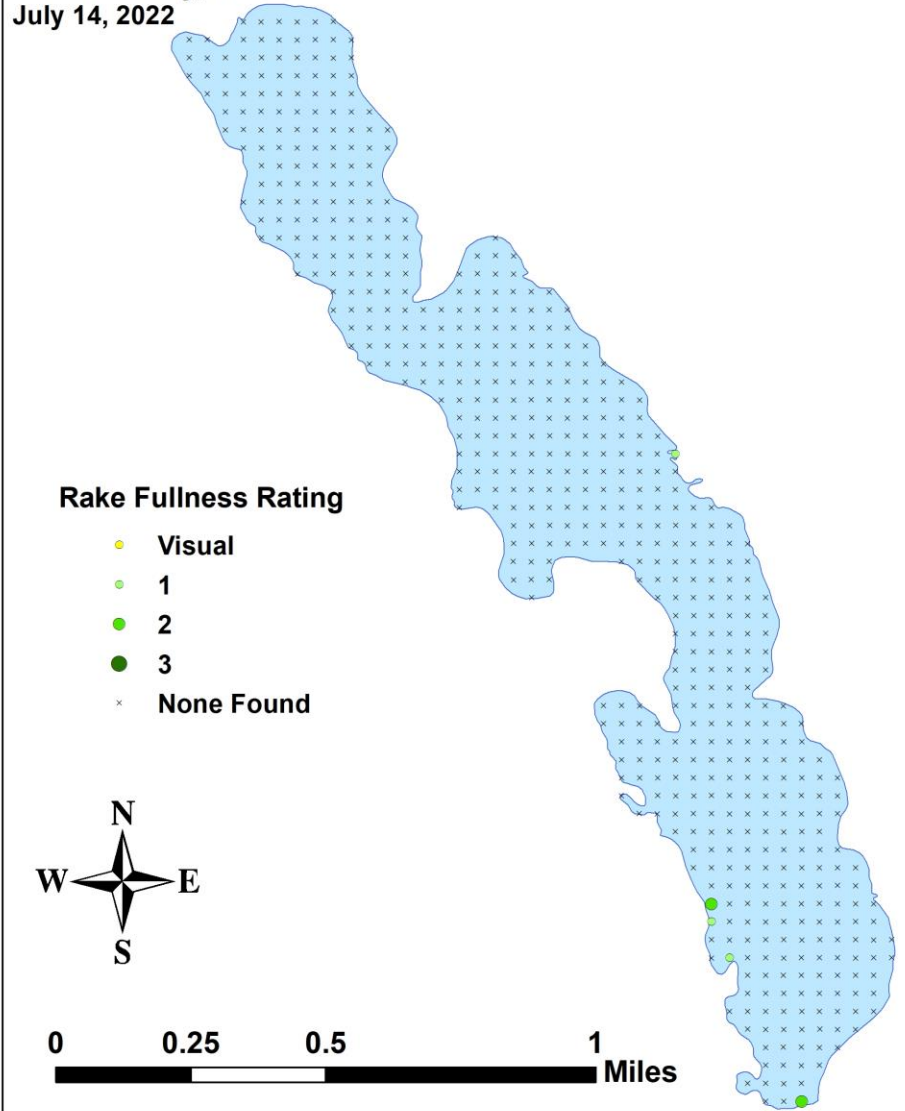 July 14, 2022
Rake Fullness Rating
Visual
1
2
3
None Found
N
W E
S
0 0.25 0.5 1
Miles